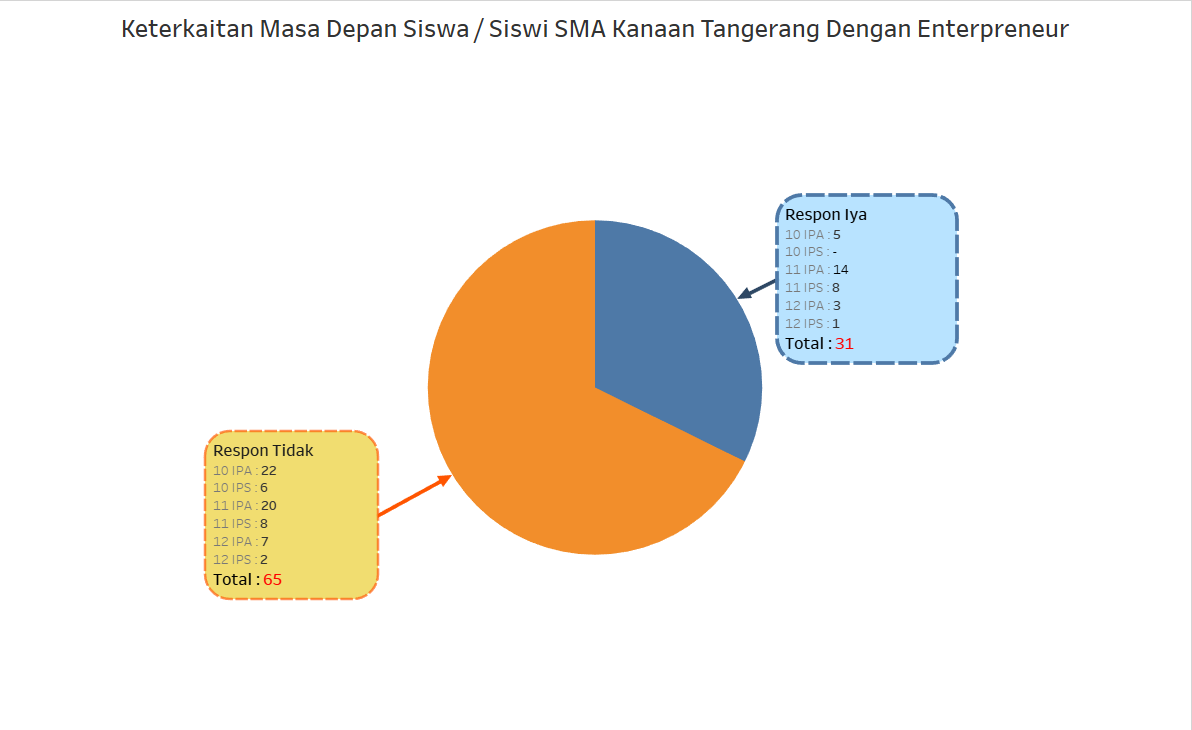 Keterkaitan Masa Depan Siswa / Siswi SMA Kanaan Tangerang Dengan Enterpreneur
Respon Iya
10 IPA : 5
10 IPS : -
11 IPA : 14
11 IPS : 8
12 IPA : 3
12 IPS : 1
Total : 31
Respon Tidak
10 IPA : 22
10 IPS : 6
11 IPA : 20
11 IPS : 8
12 IPA : 7
12 IPS : 2
Total : 65